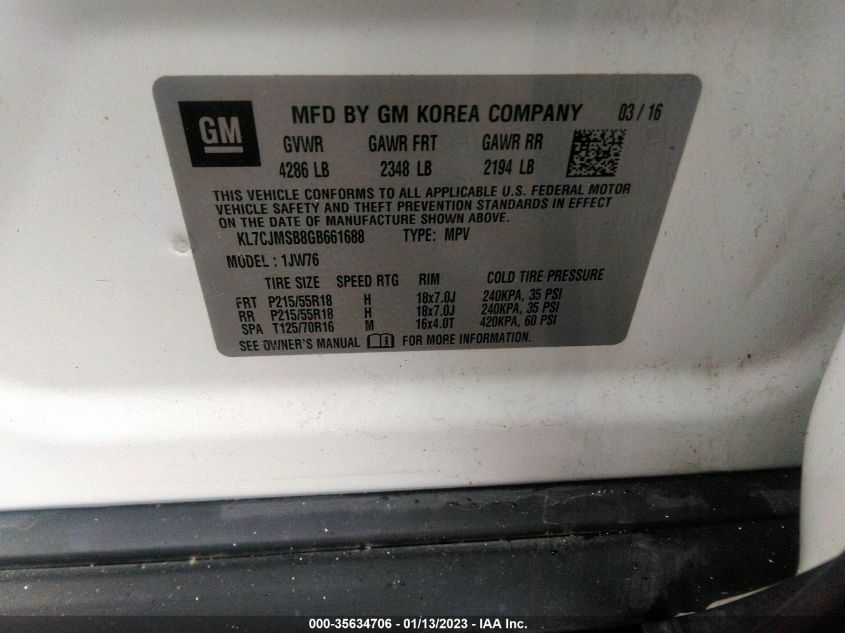 GM
MFD BY GM KOREA COMPANY 03 / 16
GVWR GAWR FRT GAWR RR
4286 LB 2348 LB 2194 LB
THIS VEHICLE CONFORMS TO ALL APPLICABLE U.S. FEDERAL MOTOR
VEHICLE SAFETY AND THEFT PREVENTION STANDARDS IN EFFECT
ON THE DATE OF MANUFACTURE SHOWN ABOVE.
KL7CJMSB8GB661688 TYPE: MPV
MODEL : 1JW76
TIRE SIZE SPEED RTG RIM COLD TIRE PRESSURE
FRT P215/55R18 H 18x7.0J 240KPA, 35 PSI
RR P215/55R18 H 18x7.0J 240KPA, 35 PSI
SPA T125/70R16 M 16x4.0T 420KPA, 60 PSI
SEE OWNER'S MANUAL FOR MORE INFORMATION.
000-35634706 - 01/13/2023 - IAA Inc.